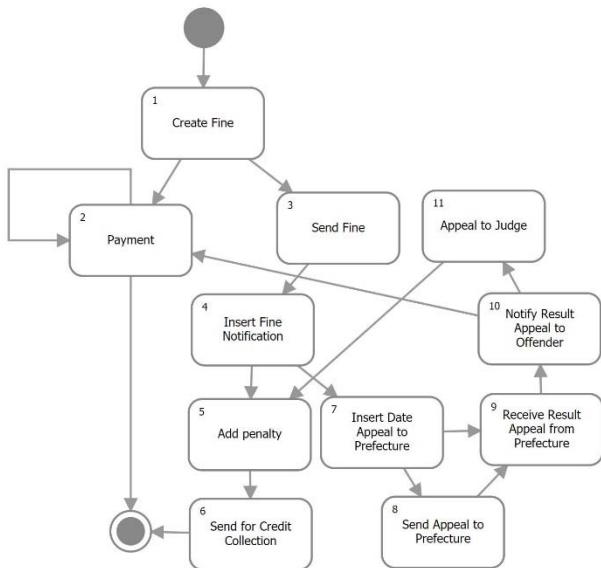 1
Create Fine
2
Payment
3
Send Fine
11
Appeal to Judge
4
Insert Fine
Notification
10
Notify Result
Appeal to
Offender
5
Add penalty
7
Insert Date
Appeal to
Prefecture
9
Receive Result
Appeal from
Prefecture
6
Send for Credit
Collection
8
Send Appeal to
Prefecture